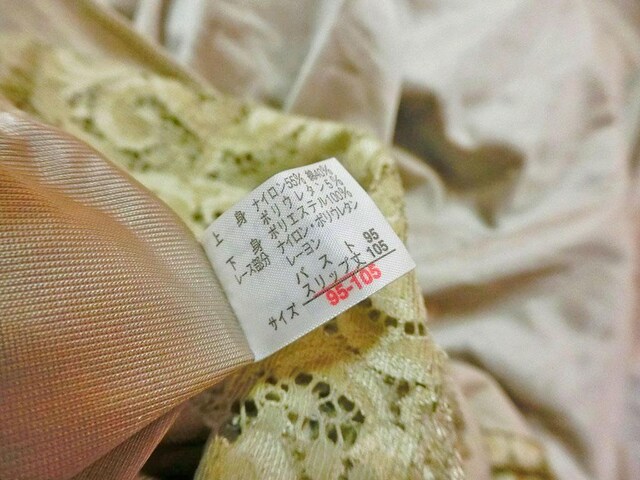 上 身 ナイロン55% 綿40%
ポリウレタン5%
下 身 ポリエステル100%
レース部分 ナイロン・ポリウレタン
レーヨン
バスト 95
スリップ丈 105
サイズ 95-105